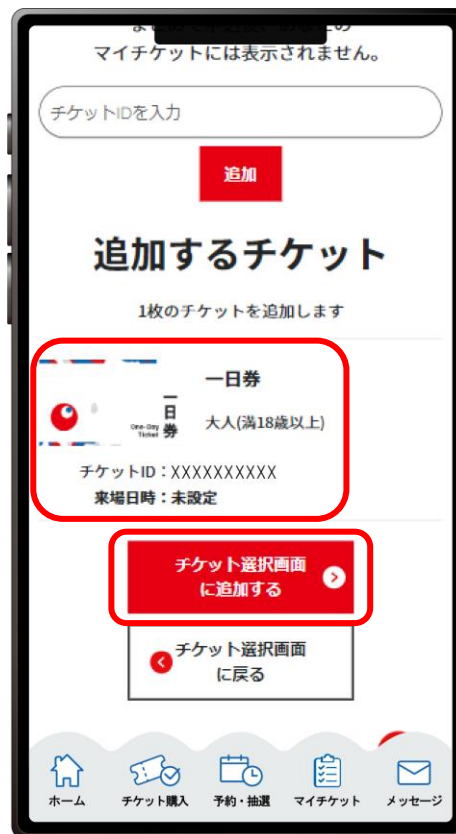 マイチケットには表示されません。
チケットIDを入力
追加
追加するチケット
1枚のチケットを追加します
一日券
大人(満18歳以上)
One-Day
Ticket
一日券
チケットID：XXXXXXXXXX
来場日時：未設定
チケット選択画面
に追加する
チケット選択画面
に戻る
ホーム
チケット購入
予約・抽選
マイチケット
メッセージ